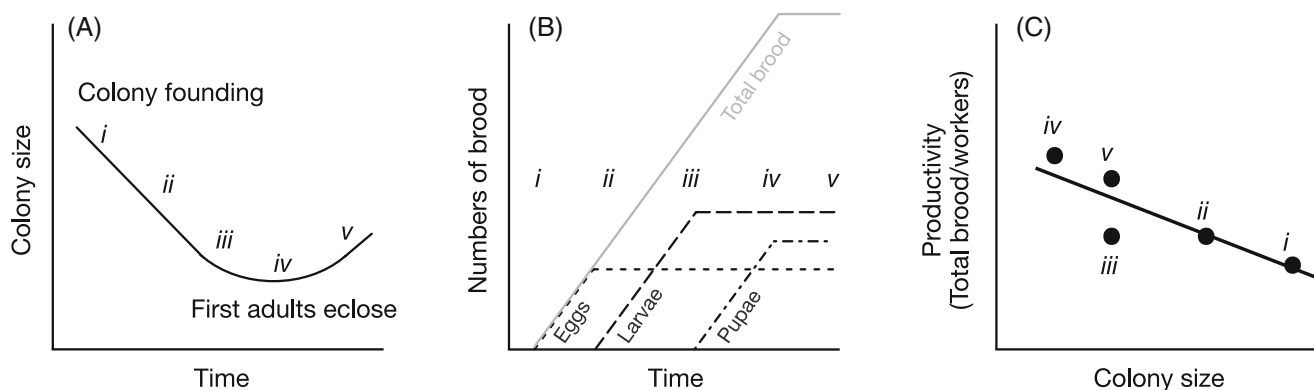 (A)
Colony size
Colony founding
i
ii
iii
iv
v
First adults eclose
Time
(B)
Numbers of brood
Total brood
i
ii
iii
iv
v
Eggs
Larvae
Pupae
Time
(C)
Productivity
(Total brood/workers)
iv
v
ii
i
iii
Colony size